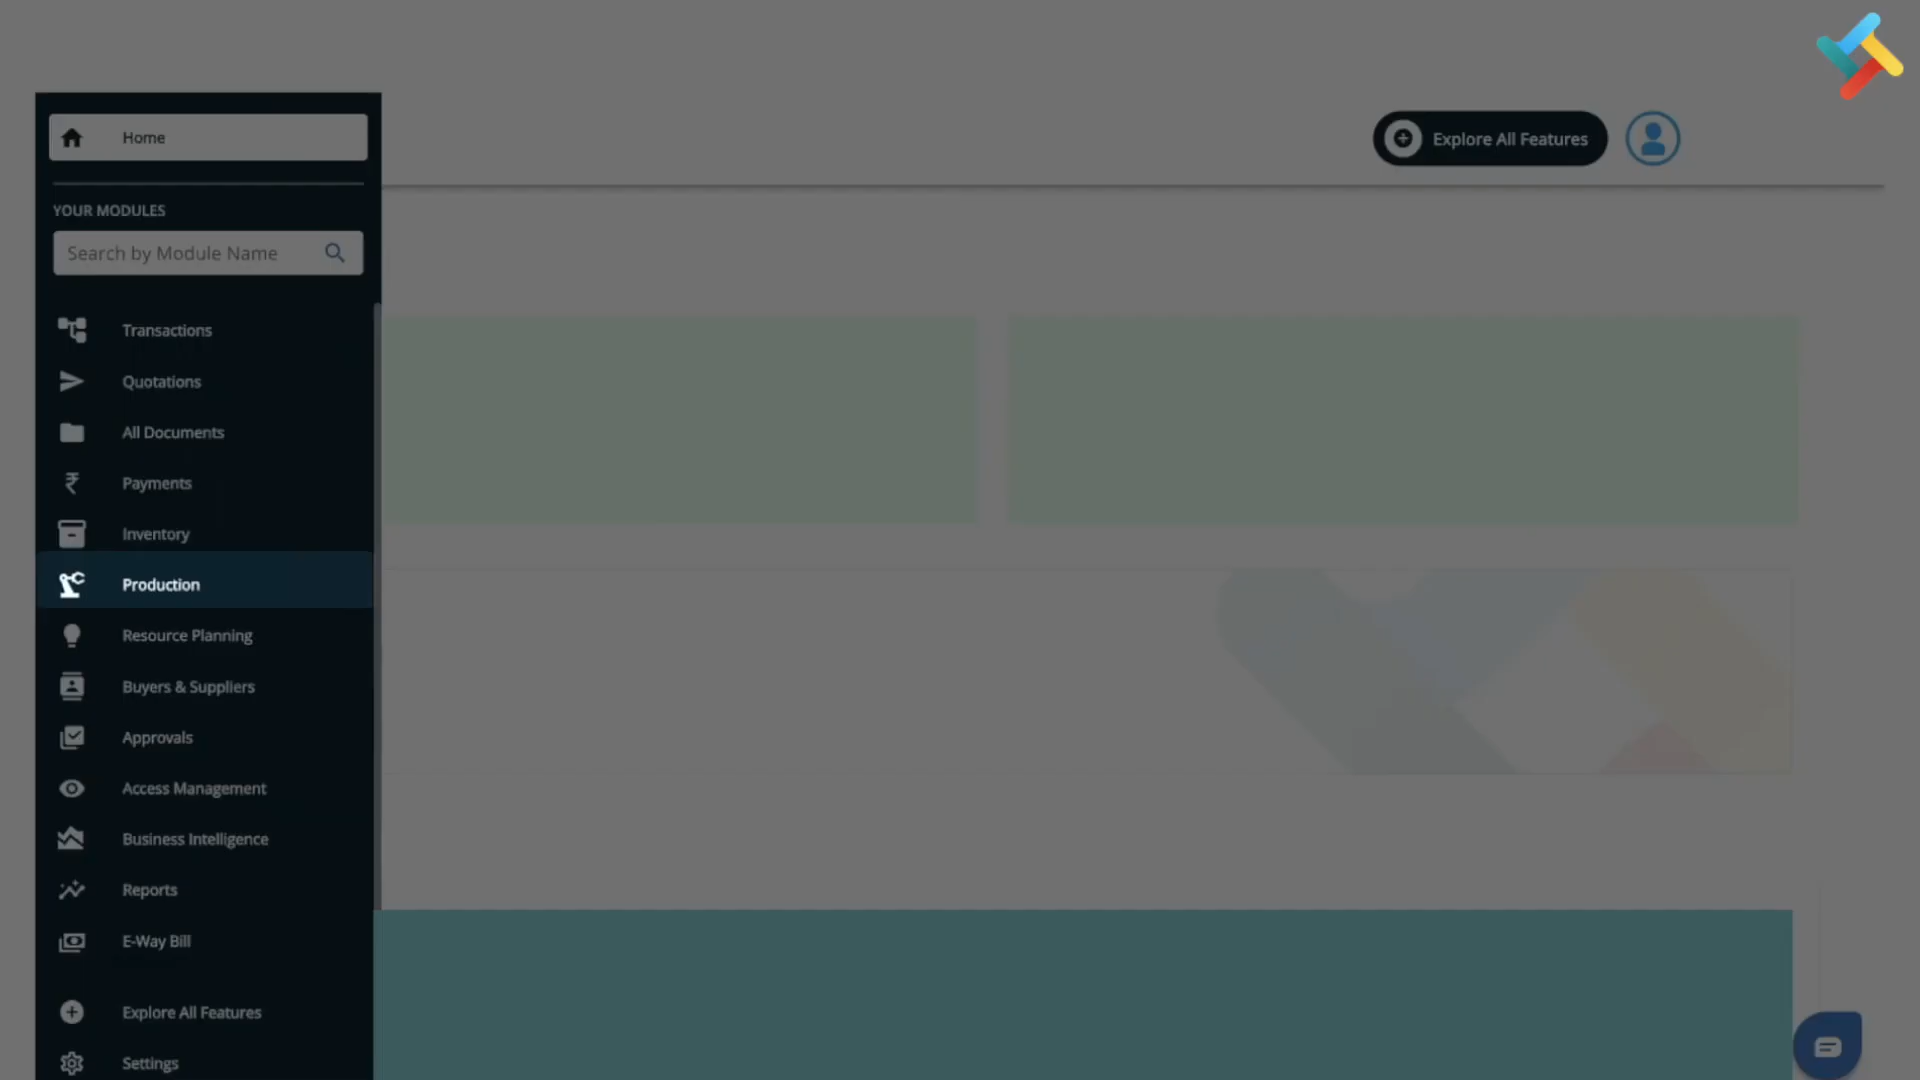 Home
Explore All Features
YOUR MODULES
Search by Module Name
Transactions
Quotations
All Documents
Payments
Inventory
Production
Resource Planning
Buyers & Suppliers
Approvals
Access Management
Business Intelligence
Reports
E-Way Bill
Explore All Features
Settings